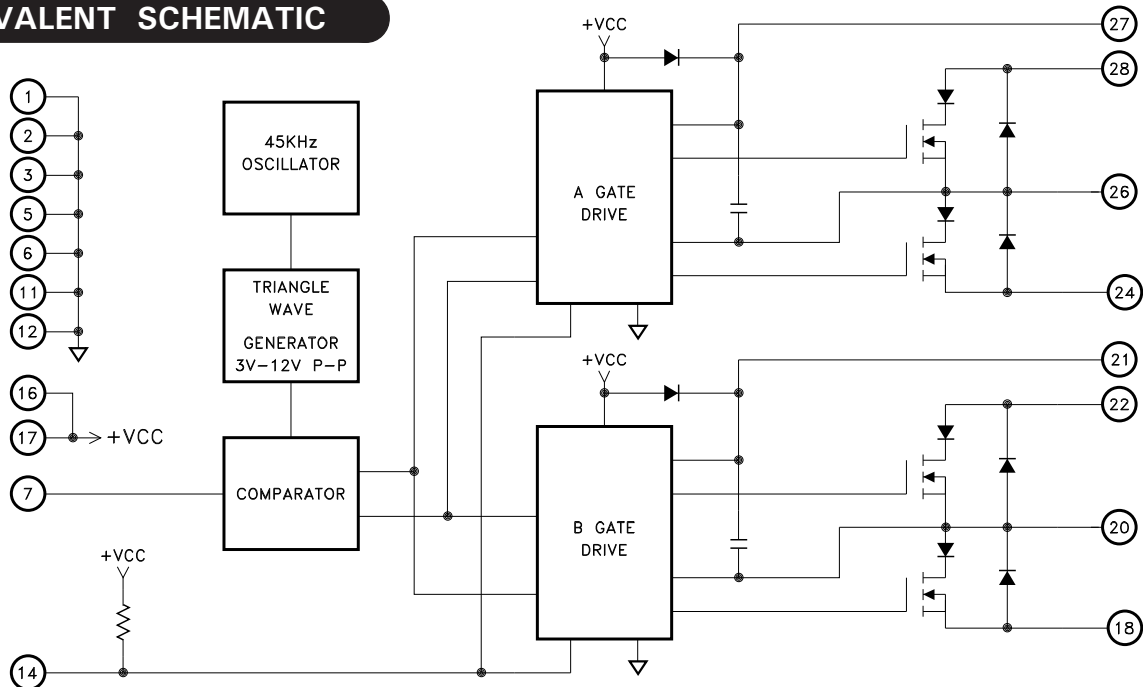 VALENT SCHEMATIC
1
2
3
5
6
11
12
16
17
+VCC
7
+VCC
14
45KHz
OSCILLATOR
TRIANGLE
WAVE
GENERATOR
3V-12V P-P
COMPARATOR
+VCC
A GATE
DRIVE
+VCC
B GATE
DRIVE
27
28
26
24
21
22
20
18